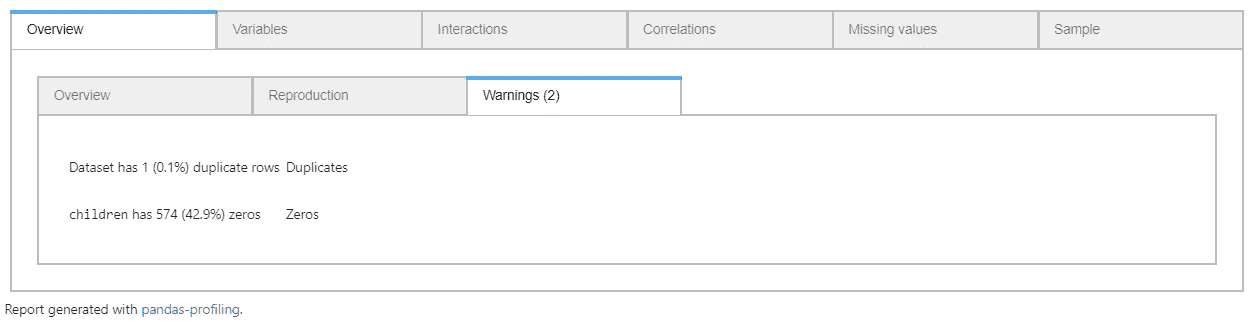 Overview Variables Interactions Correlations Missing values Sample
Overview Reproduction Warnings (2)
Dataset has 1 (0.1%) duplicate rows Duplicates
children has 574 (42.9%) zeros Zeros
Report generated with pandas-profiling.